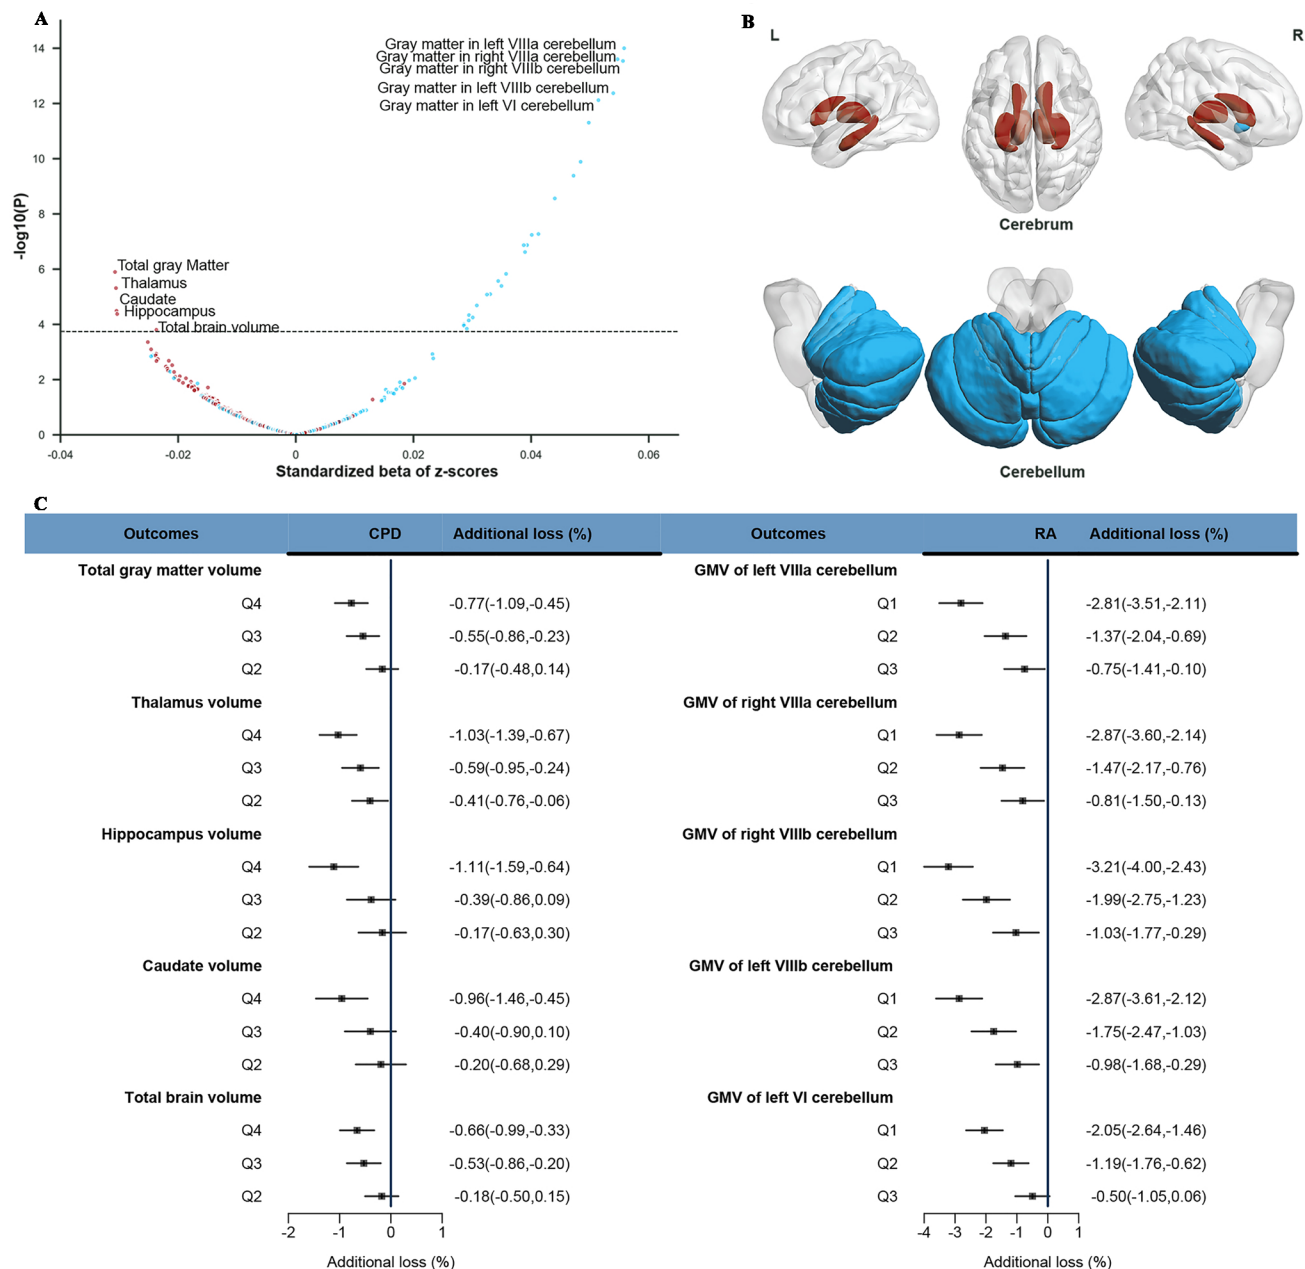 A
14
12
10
8
6
4
2
0
-log10(P)
Gray matter in left VIIIa cerebellum
Gray matter in right VIIIa cerebellum
Gray matter in right VIIIb cerebellum
Gray matter in left VIIIb cerebellum
Gray matter in left VI cerebellum
Total gray Matter
Thalamus
Caudate
Hippocampus
Total brain volume
-0.04 -0.02 0 0.02 0.04 0.06
Standardized beta of z-scores
B
L R
Cerebrum
Cerebellum
C
Outcomes CPD Additional loss (%) Outcomes RA Additional loss (%)
Total gray matter volume GMV of left VIIIa cerebellum
Q4 -0.77(-1.09,-0.45) Q1 -2.81(-3.51,-2.11)
Q3 -0.55(-0.86,-0.23) Q2 -1.37(-2.04,-0.69)
Q2 -0.17(-0.48,0.14) Q3 -0.75(-1.41,-0.10)
Thalamus volume GMV of right VIIIa cerebellum
Q4 -1.03(-1.39,-0.67) Q1 -2.87(-3.60,-2.14)
Q3 -0.59(-0.95,-0.24) Q2 -1.47(-2.17,-0.76)
Q2 -0.41(-0.76,-0.06) Q3 -0.81(-1.50,-0.13)
Hippocampus volume GMV of right VIIIb cerebellum
Q4 -1.11(-1.59,-0.64) Q1 -3.21(-4.00,-2.43)
Q3 -0.39(-0.86,0.09) Q2 -1.99(-2.75,-1.23)
Q2 -0.17(-0.63,0.30) Q3 -1.03(-1.77,-0.29)
Caudate volume GMV of left VIIIb cerebellum
Q4 -0.96(-1.46,-0.45) Q1 -2.87(-3.61,-2.12)
Q3 -0.40(-0.90,0.10) Q2 -1.75(-2.47,-1.03)
Q2 -0.20(-0.68,0.29) Q3 -0.98(-1.68,-0.29)
Total brain volume GMV of left VI cerebellum
Q4 -0.66(-0.99,-0.33) Q1 -2.05(-2.64,-1.46)
Q3 -0.53(-0.86,-0.20) Q2 -1.19(-1.76,-0.62)
Q2 -0.18(-0.50,0.15) Q3 -0.50(-1.05,0.06)
-2 -1 0 1 -4 -3 -2 -1 0 1
Additional loss (%) Additional loss (%)